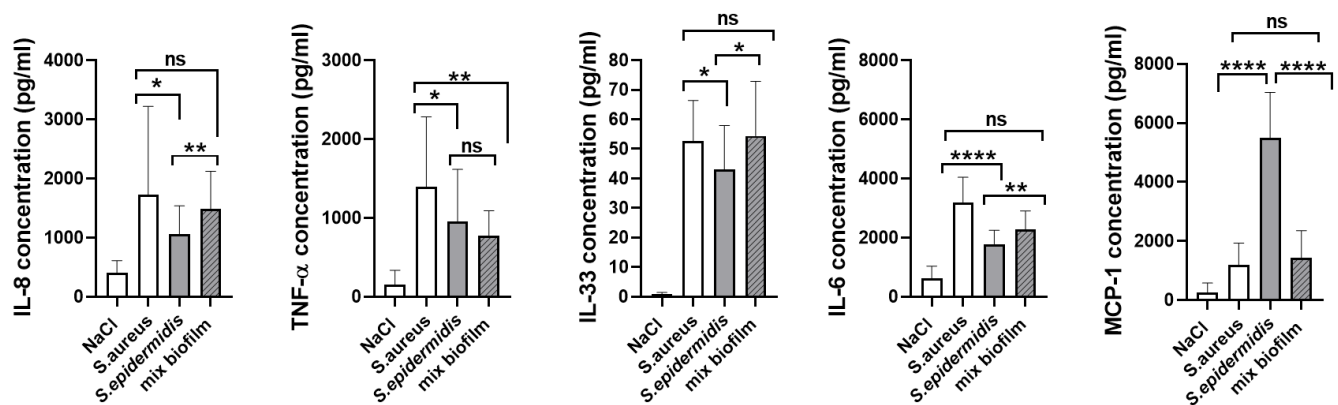 IL-8 concentration (pg/ml)
4000
3000
2000
1000
0
ns
*
**
NaCl
S.aureus
S.epidermidis
mix biofilm
TNF-α concentration (pg/ml)
3000
2000
1000
0
**
*
ns
NaCl
S.aureus
S.epidermidis
mix biofilm
IL-33 concentration (pg/ml)
80
70
60
50
40
30
20
10
0
ns
*
*
NaCl
S.aureus
S.epidermidis
mix biofilm
IL-6 concentration (pg/ml)
8000
6000
4000
2000
0
ns
****
**
NaCl
S.aureus
S.epidermidis
mix biofilm
MCP-1 concentration (pg/ml)
8000
6000
4000
2000
0
ns
****
****
NaCl
S.aureus
S.epidermidis
mix biofilm